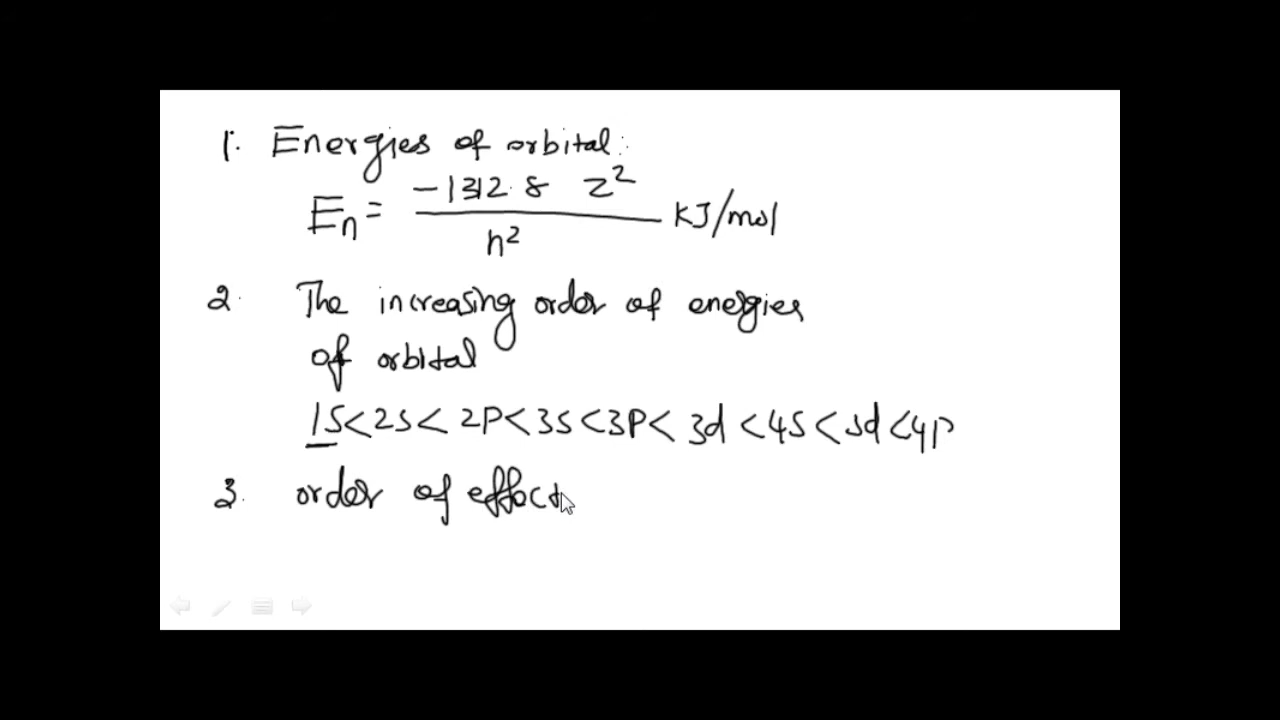 1. Energies of orbital:
En = -1312.8 Z² / n² KJ/mol
2. The increasing order of energies
of orbital
1S<2S<2P<3S<3P<3d<4S<3d<4P
3. order of effect